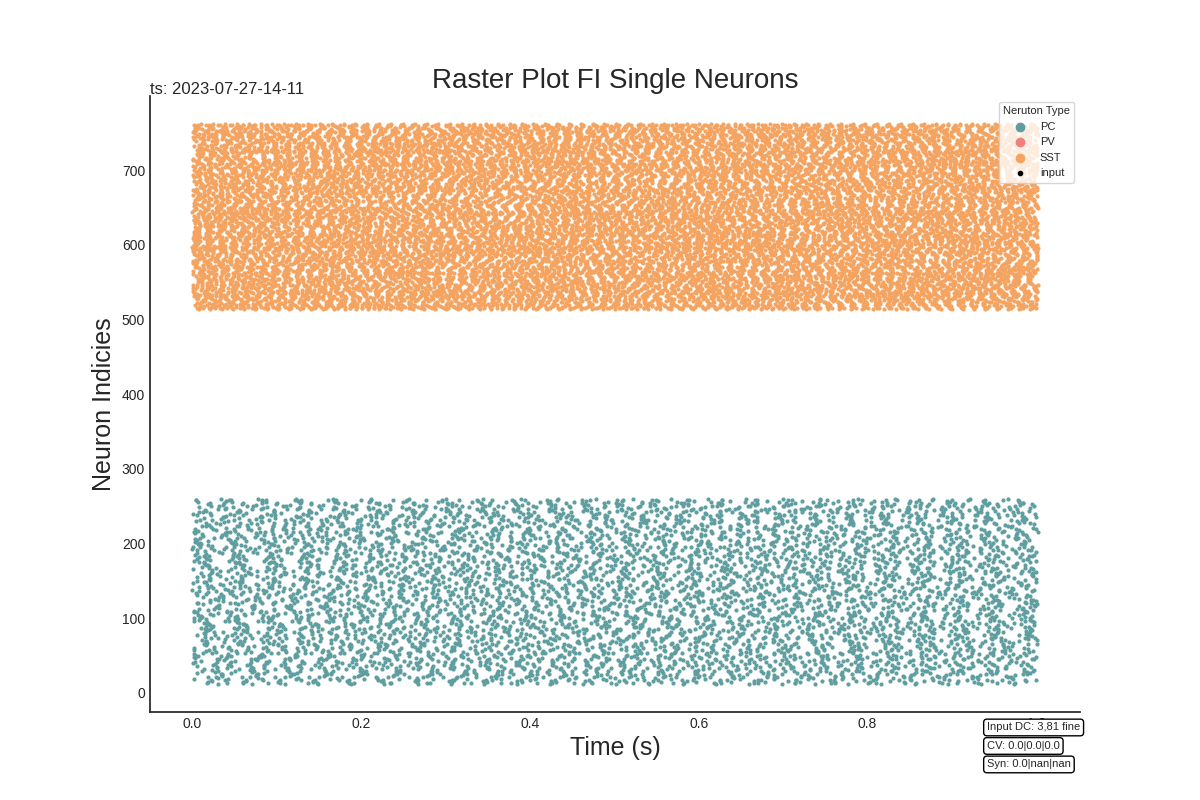 Raster Plot FI Single Neurons
ts: 2023-07-27-14-11
Neruton Type
PC
PV
SST
input
Neuron Indicies
700
600
500
400
300
200
100
0
0.0 0.2 0.4 0.6 0.8
Time (s)
Input DC: 3,81 fine
CV: 0.0|0.0|0.0
Syn: 0.0|nan|nan